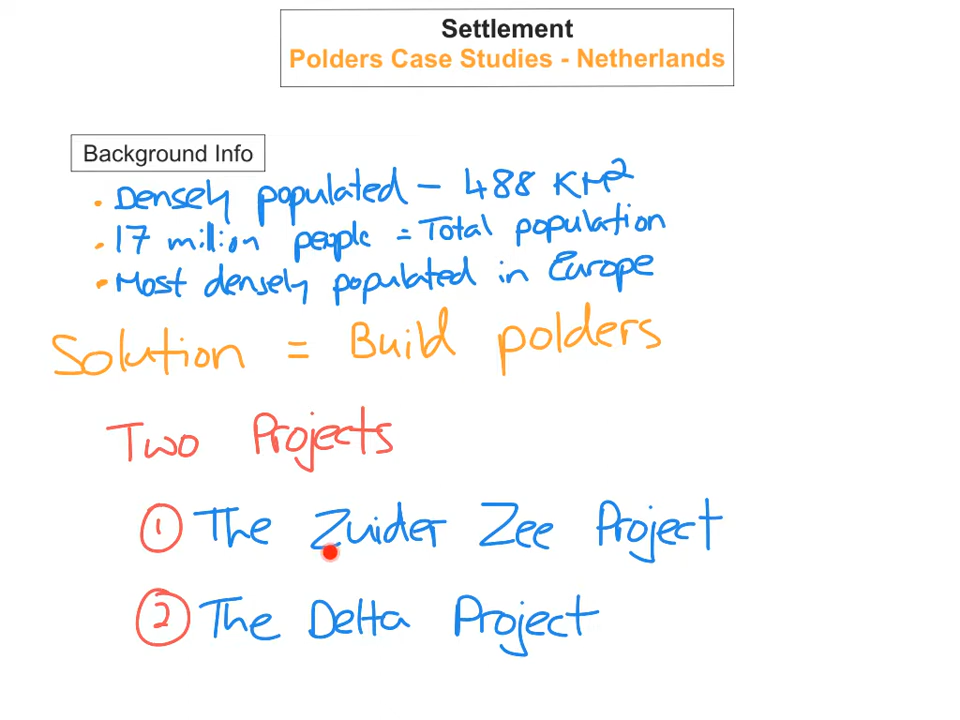 Settlement
Polders Case Studies - Netherlands
Background Info
• Densely populated – 488 KM²
• 17 million people = Total population
• Most densely populated in Europe
Solution = Build polders
Two Projects
① The Zuider Zee Project
② The Delta Project